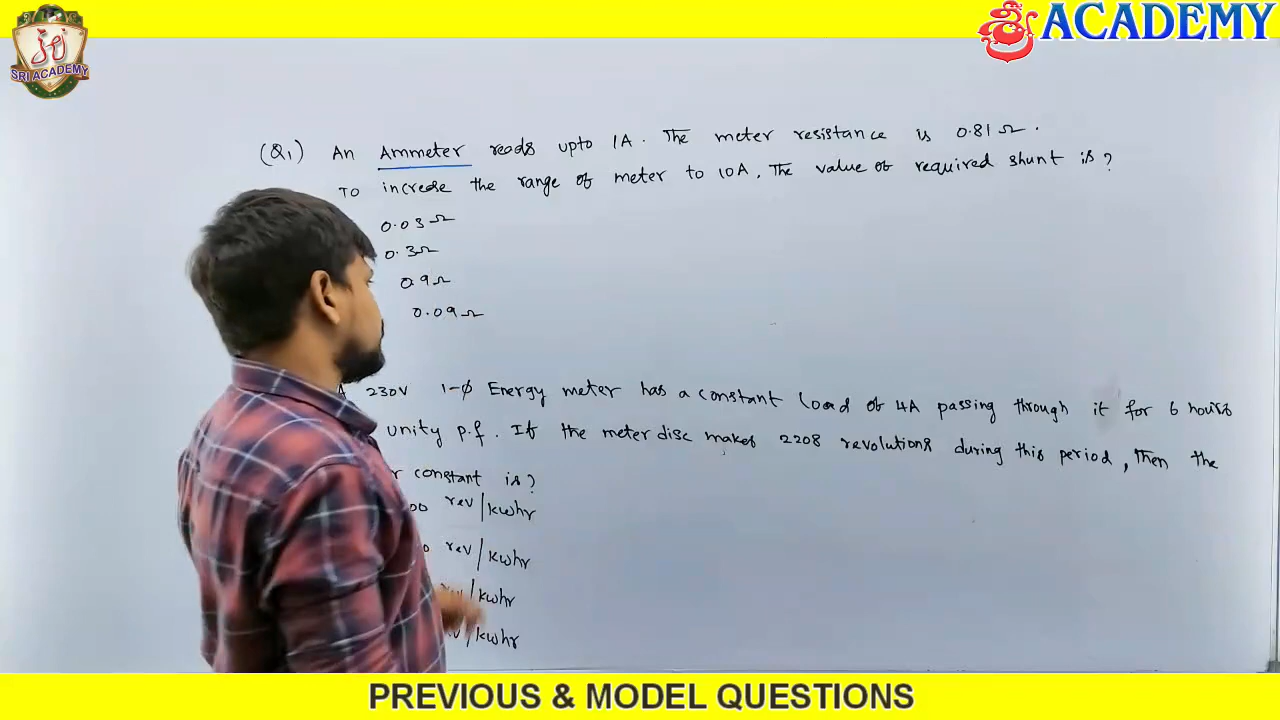 SRI ACADEMY
ACADEMY
(Q1) An Ammeter reads upto 1A. The meter resistance is 0.81Ω.
To increase the range of meter to 10A, The value of required shunt is?
0.03Ω
0.3Ω
0.9Ω
0.09Ω
A 230V 1-φ Energy meter has a constant load of 4A passing through it for 6 hours
unity p.f. If the meter disc makes 2208 revolutions during this period, Then the
constant is?
rev/kwhr
rev/kwhr
/kwhr
/kwhr
PREVIOUS & MODEL QUESTIONS